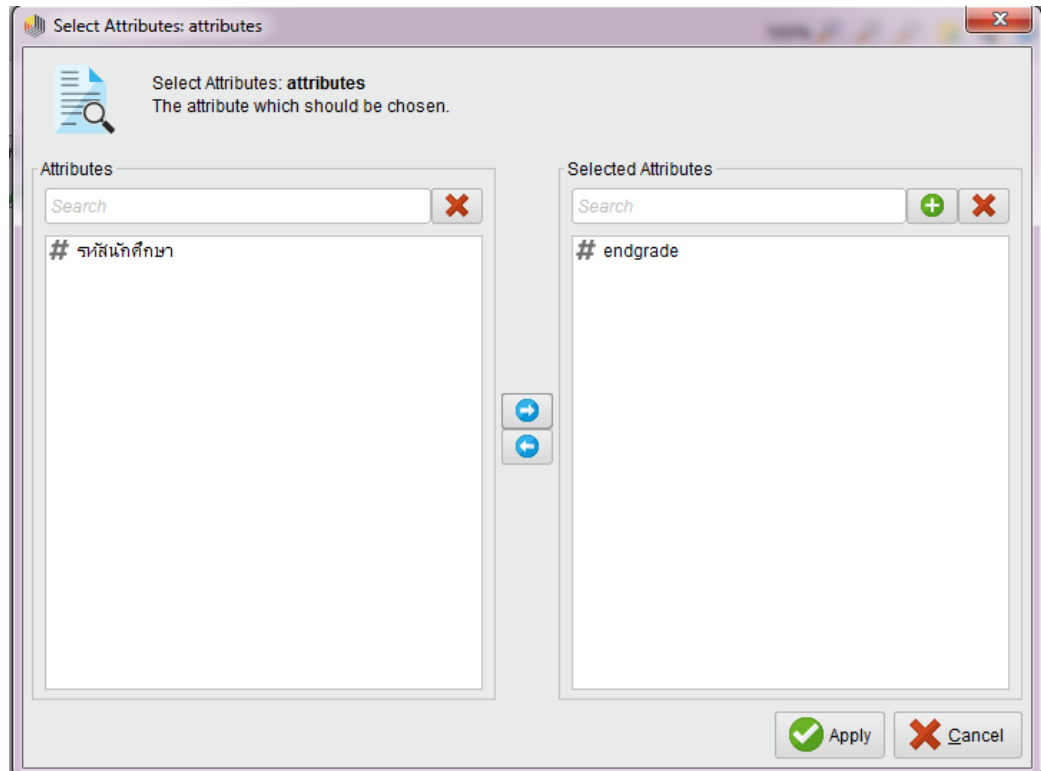 Select Attributes: attributes
Select Attributes: attributes
The attribute which should be chosen.
Attributes
Selected Attributes
Search
Search
# รหัสนักศึกษา
# endgrade
Apply
Cancel